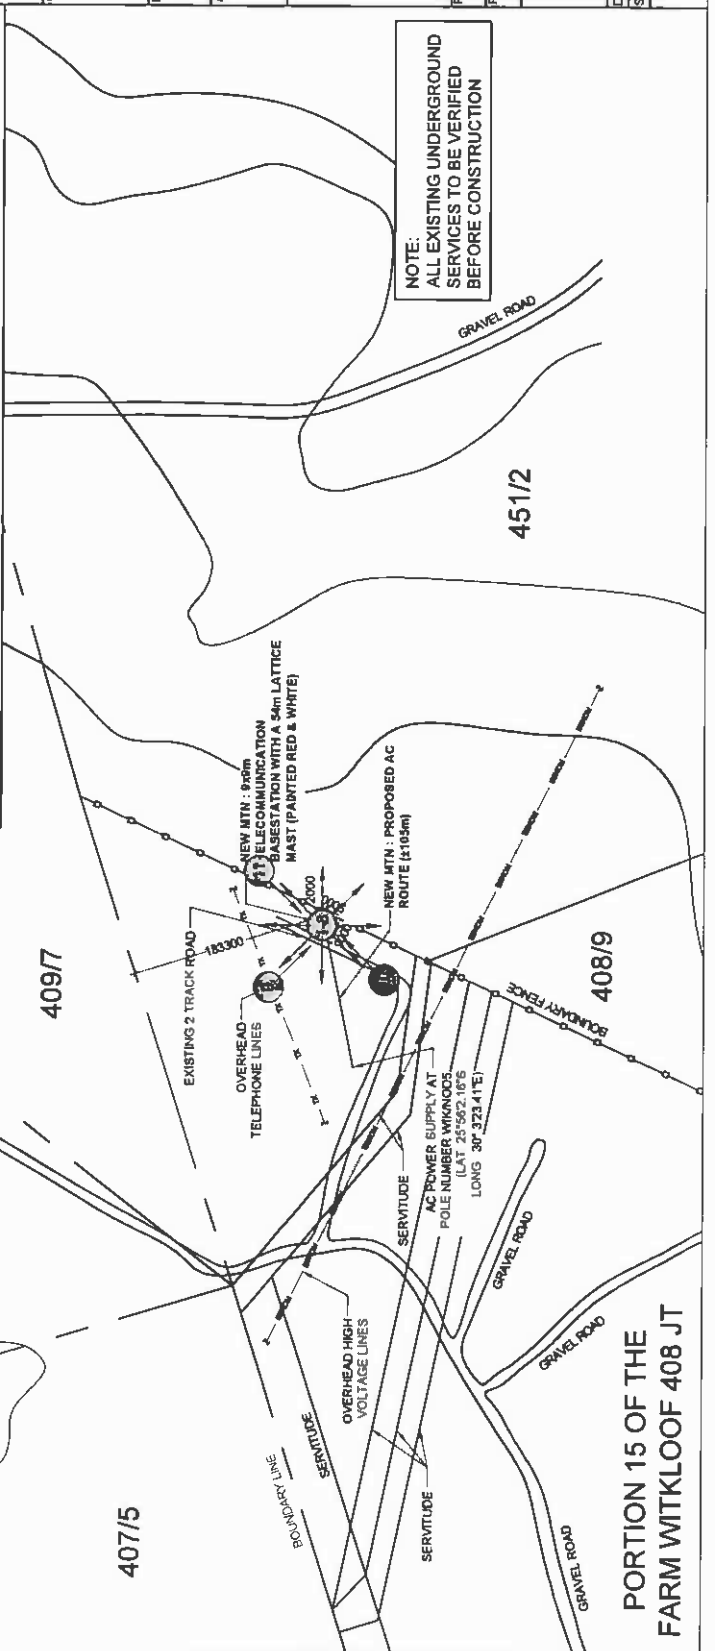 407/5
409/7
451/2
408/9
NOTE:
ALL EXISTING UNDERGROUND
SERVICES TO BE VERIFIED
BEFORE CONSTRUCTION
GRAVEL ROAD
NEW MTN : 9x9m
TELECOMMUNICATION
BASESTATION WITH A 54m LATTICE
MAST (PAINTED RED & WHITE)
EXISTING 2 TRACK ROAD
183300
2000
OVERHEAD
TELEPHONE LINES
NEW MTN : PROPOSED AC
ROUTE (±105m)
BOUNDARY FENCE
AC POWER SUPPLY AT
POLE NUMBER
LONG
SERVITUDE
OVERHEAD HIGH
VOLTAGE LINES
BOUNDARY LINE
SERVITUDE
SERVITUDE
GRAVEL ROAD
GRAVEL ROAD
GRAVEL ROAD
PORTION 15 OF THE
FARM WITKLOOF 408 JT